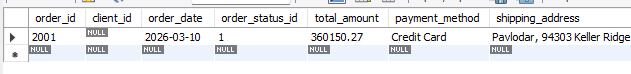 order_id client_id order_date order_status_id total_amount payment_method shipping_address
2001 NULL 2026-03-10 1 360150.27 Credit Card Pavlodar, 94303 Keller Ridge
NULL NULL NULL NULL NULL NULL NULL